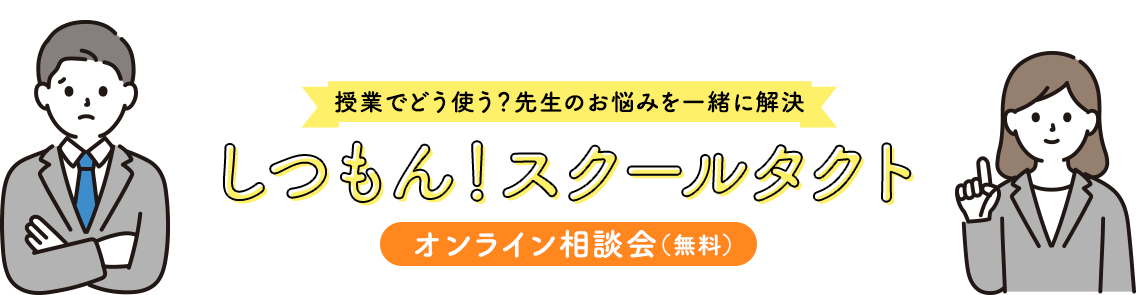 授業でどう使う?先生のお悩みを一緒に解決
しつもん!スクールタクト
オンライン相談会(無料)